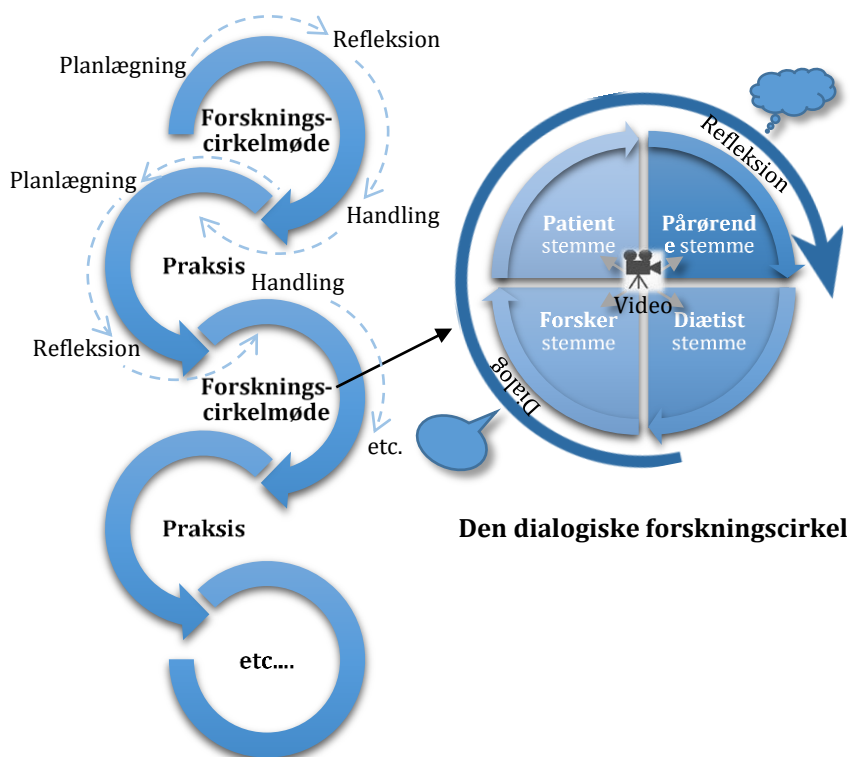 Refleksion
Planlægning
Forsknings-
cirkelmøde
Planlægning
Handling
Praksis
Handling
Refleksion
Forsknings-
cirkelmøde
etc.
Praksis
etc....
Refleksion
Patient
stemme
Pårørend
e stemme
Video
Forsker
stemme
Diætist
stemme
Dialog
Den dialogiske forskningscirkel